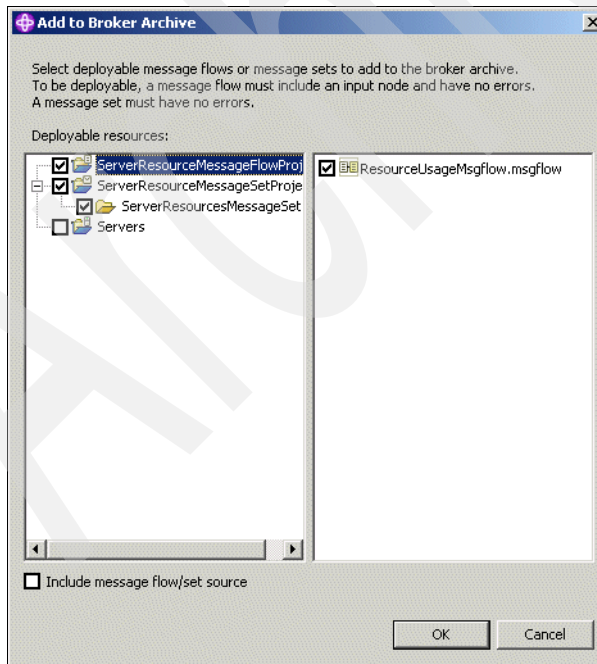 Add to Broker Archive
Select deployable message flows or message sets to add to the broker archive.
To be deployable, a message flow must include an input node and have no errors.
A message set must have no errors.
Deployable resources:
ServerResourceMessageFlowProj
ServerResourceMessageSetProje
ServerResourcesMessageSet
Servers
ResourceUsageMsgflow.msgflow
Include message flow/set source
OK
Cancel